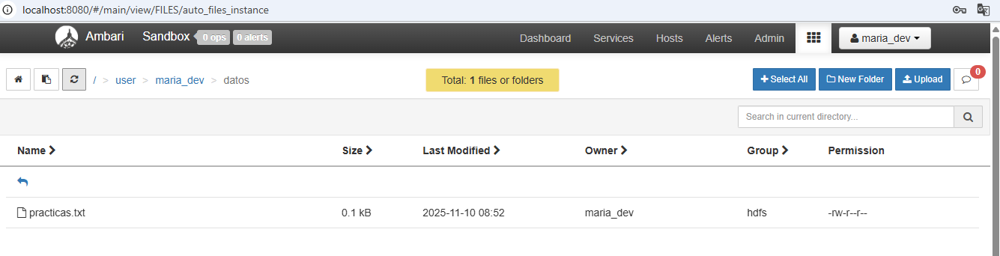 localhost:8080/#/main/view/FILES/auto_files_instance
Ambari Sandbox 0 ops 0 alerts Dashboard Services Hosts Alerts Admin maria_dev
/ > user > maria_dev > datos Total: 1 files or folders Select All New Folder Upload 0
Search in current directory...
Name Size Last Modified Owner Group Permission
practicas.txt 0.1 kB 2025-11-10 08:52 maria_dev hdfs -rw-r--r--